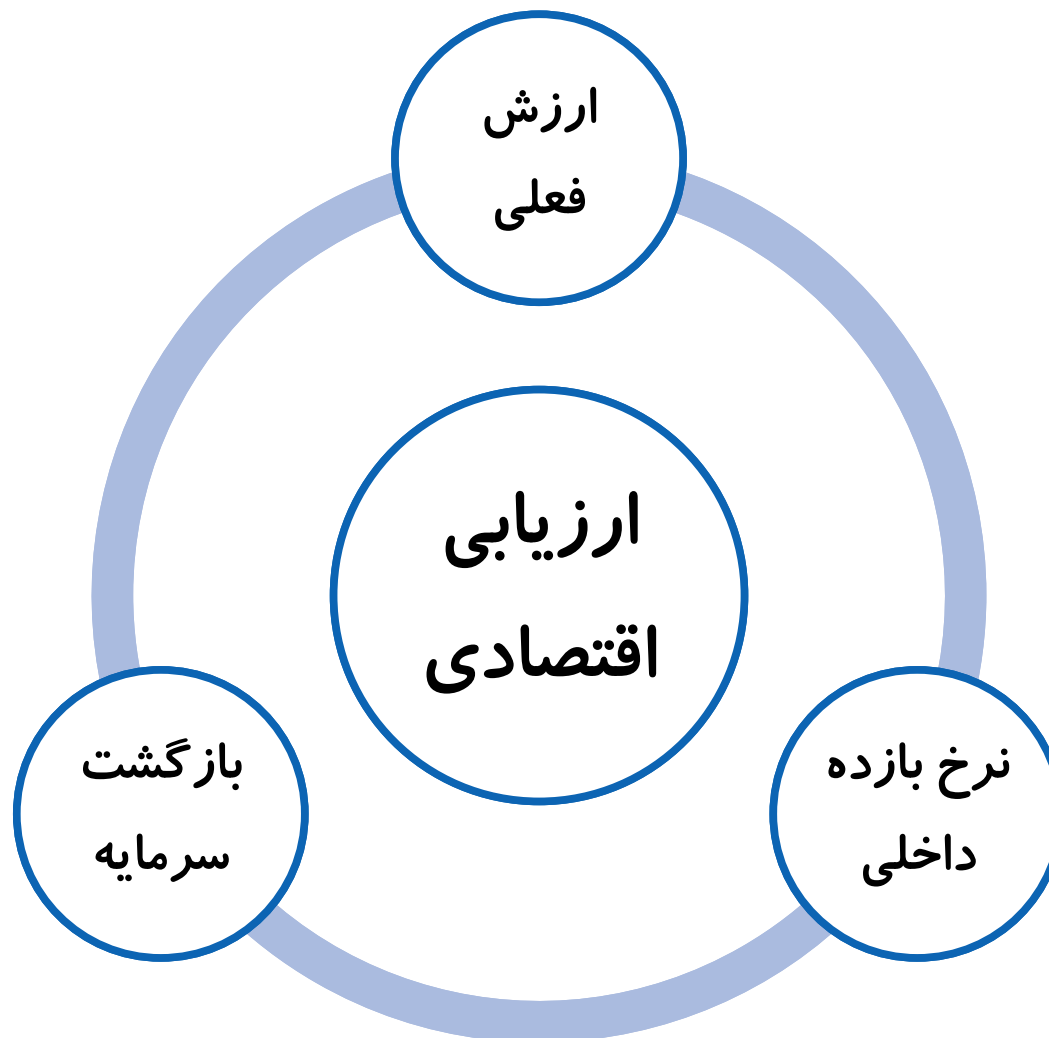 ارزش
فعلی
ارزیابی
اقتصادی
نرخ بازده
داخلی
بازگشت
سرمایه